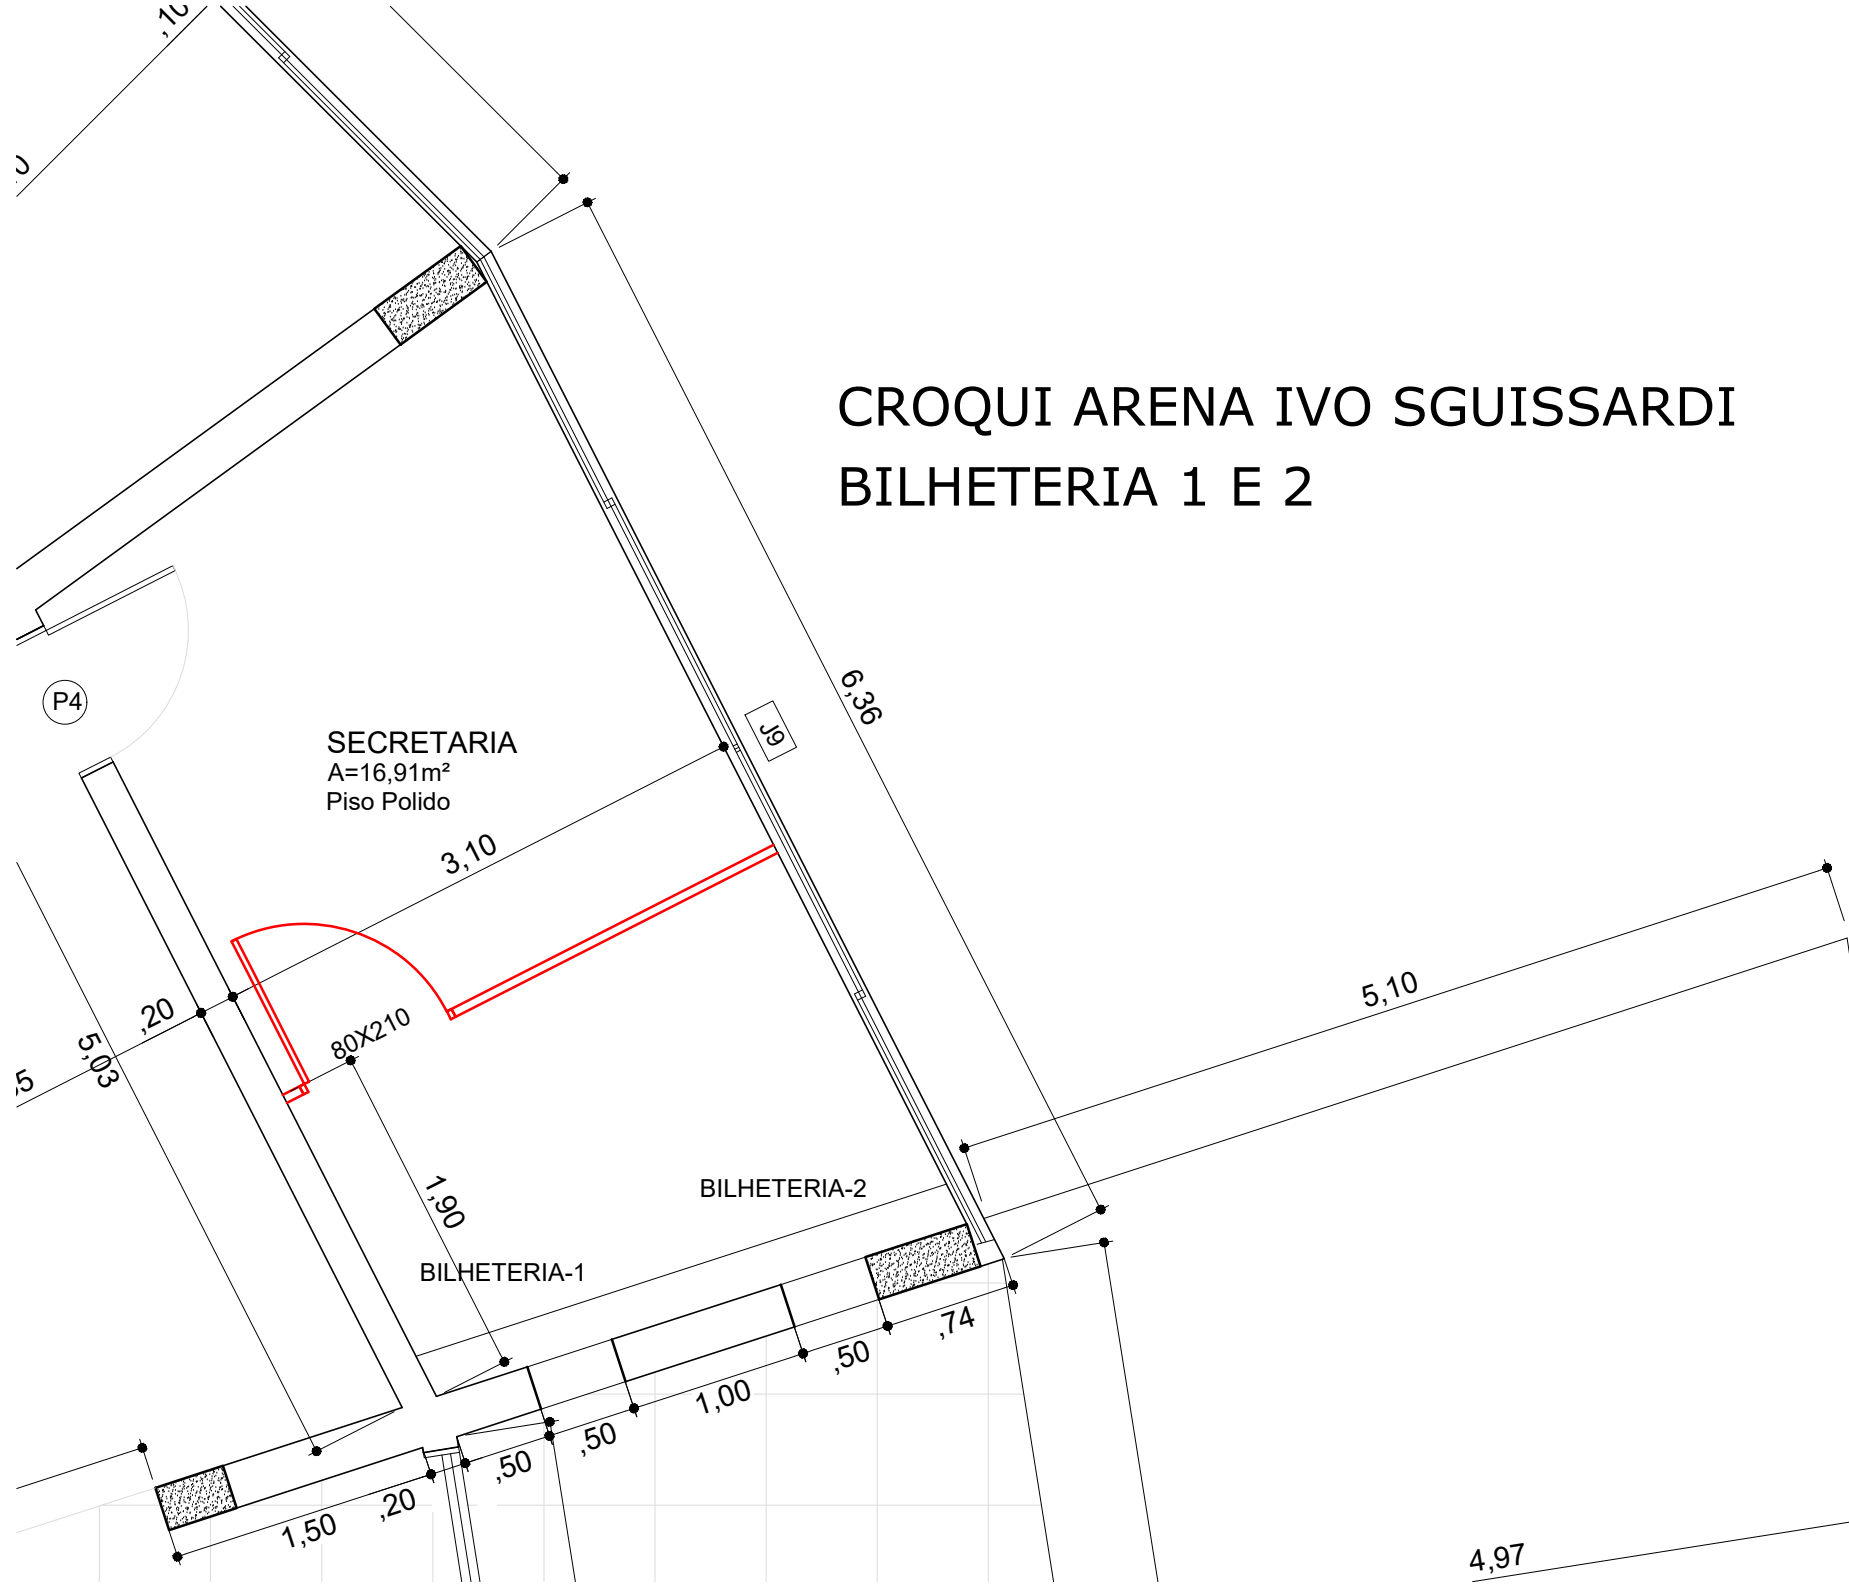 ,10
CROQUI ARENA IVO SGUISSARDI
BILHETERIA 1 E 2
P4
6,36
J9
SECRETARIA
A=16,91m²
Piso Polido
3,10
5,10
,20
80X210
5,03
1,90
BILHETERIA-2
BILHETERIA-1
,74
,50
1,00
,50
,50
,20
1,50
4,97